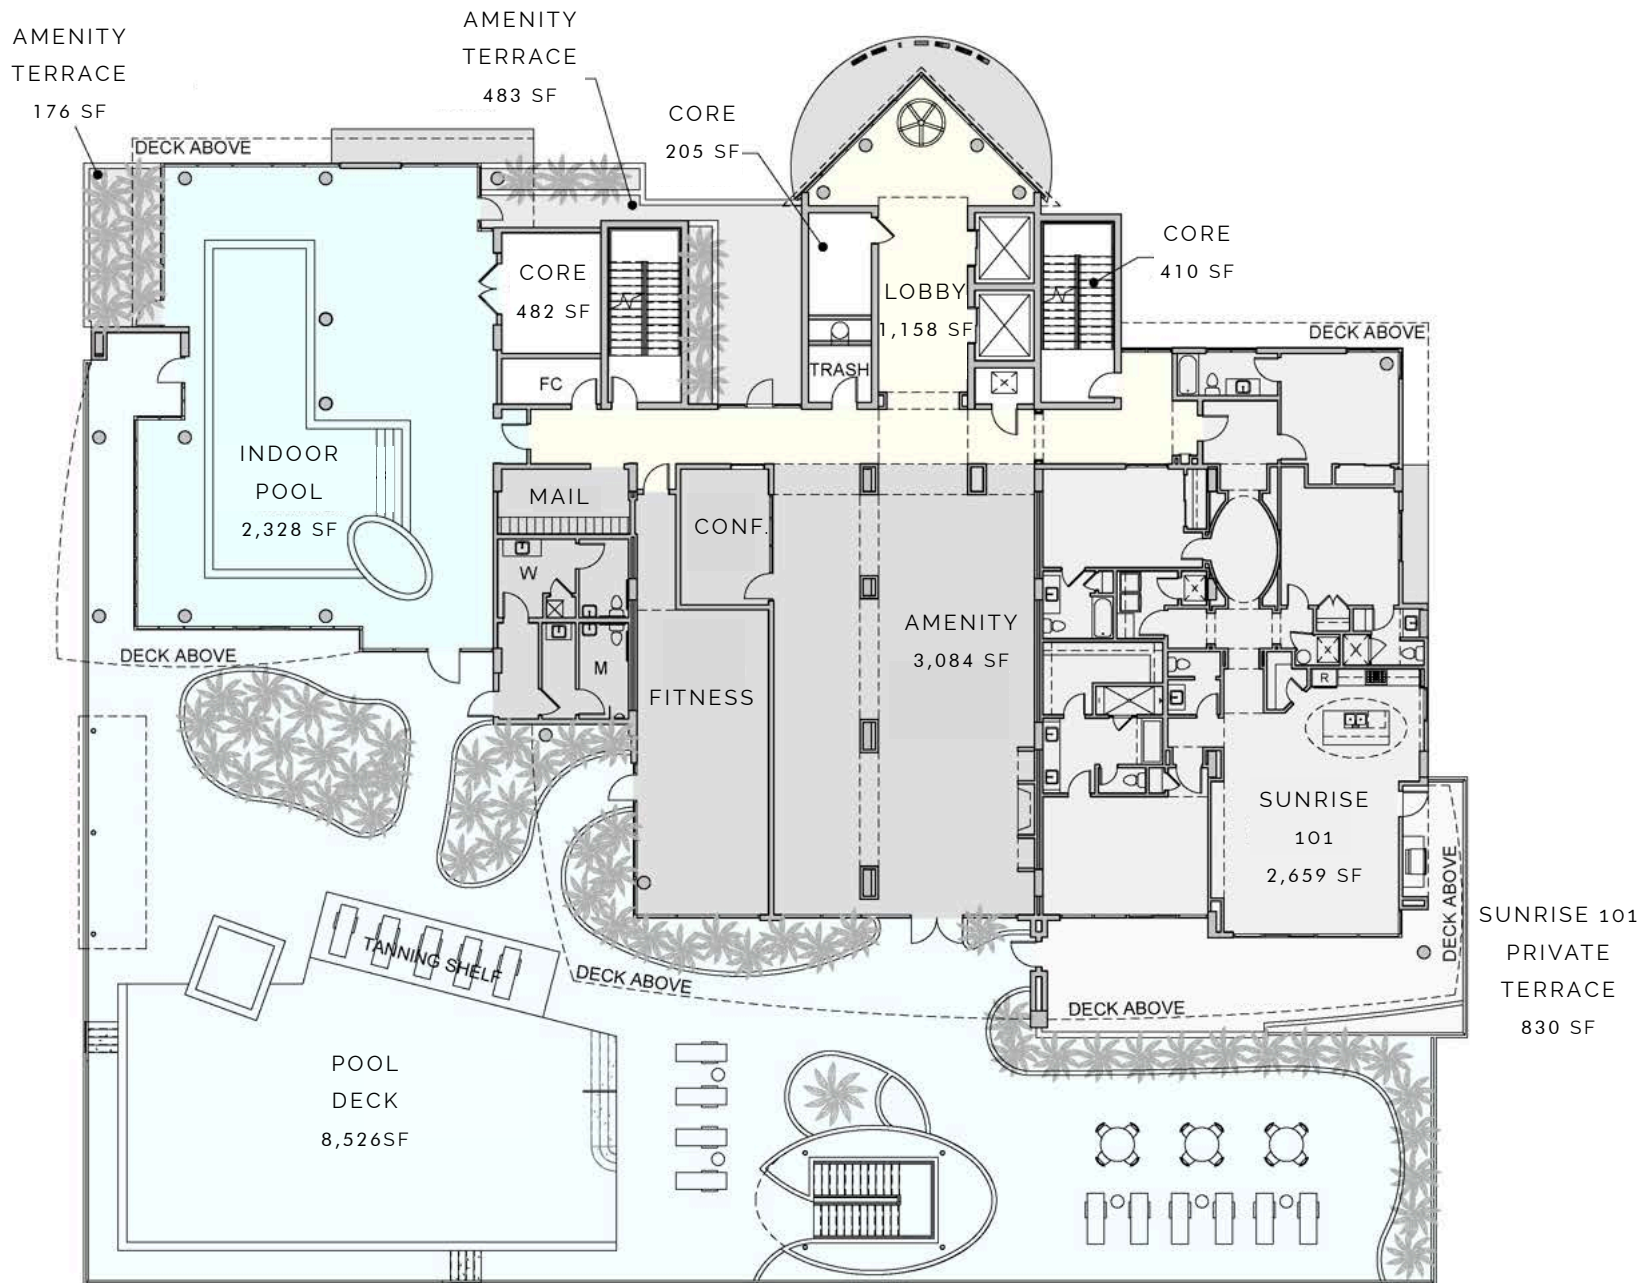 AMENITY
TERRACE
176 SF
AMENITY
TERRACE
483 SF
CORE
205 SF
DECK ABOVE
CORE
410 SF
CORE
482 SF
LOBBY
1,158 SF
DECK ABOVE
FC
TRASH
INDOOR
POOL
2,328 SF
MAIL
CONF.
W
M
AMENITY
3,084 SF
DECK ABOVE
FITNESS
R
SUNRISE
101
2,659 SF
DECK ABOVE
SUNRISE 101
PRIVATE
TERRACE
830 SF
TANNING SHELF
DECK ABOVE
DECK ABOVE
POOL
DECK
8,526SF